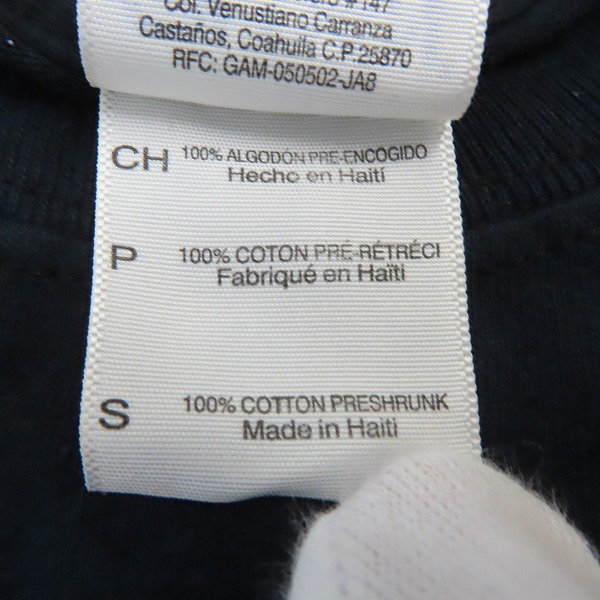 #147
Col. Venustiano Carranza
Castaños, Coahuila C.P. 25870
RFC: GAM-050502-JA8
CH 100% ALGODÓN PRE-ENCOGIDO
Hecho en Haití
P 100% COTON PRÉ-RÉTRÉCI
Fabriqué en Haïti
S 100% COTTON PRESHRUNK
Made in Haiti